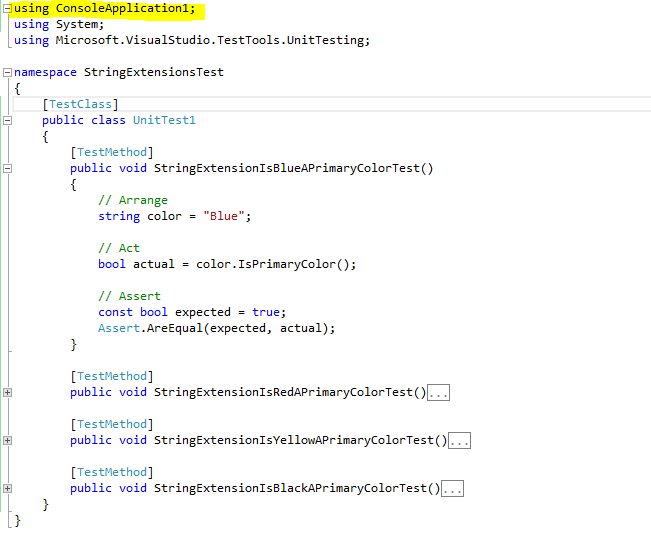 using ConsoleApplication1;
using System;
using Microsoft.VisualStudio.TestTools.UnitTesting;
namespace StringExtensionsTest
{
[TestClass]
public class UnitTest1
{
[TestMethod]
public void StringExtensionIsBlueAPrimaryColorTest()
{
// Arrange
string color = "Blue";
// Act
bool actual = color.IsPrimaryColor();
// Assert
const bool expected = true;
Assert.AreEqual(expected, actual);
}
[TestMethod]
public void StringExtensionIsRedAPrimaryColorTest()...
[TestMethod]
public void StringExtensionIsYellowAPrimaryColorTest()...
[TestMethod]
public void StringExtensionIsBlackAPrimaryColorTest()...
}
}